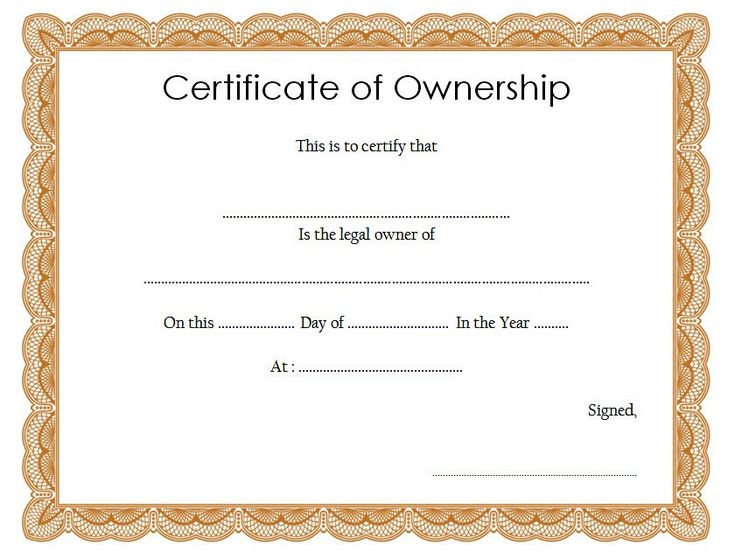 Certificate of Ownership
This is to certify that
................................................................................
Is the legal owner of
................................................................................................................................
On this ...................... Day of ............................. In the Year ..........
At : ...............................................
Signed,
................................................................................